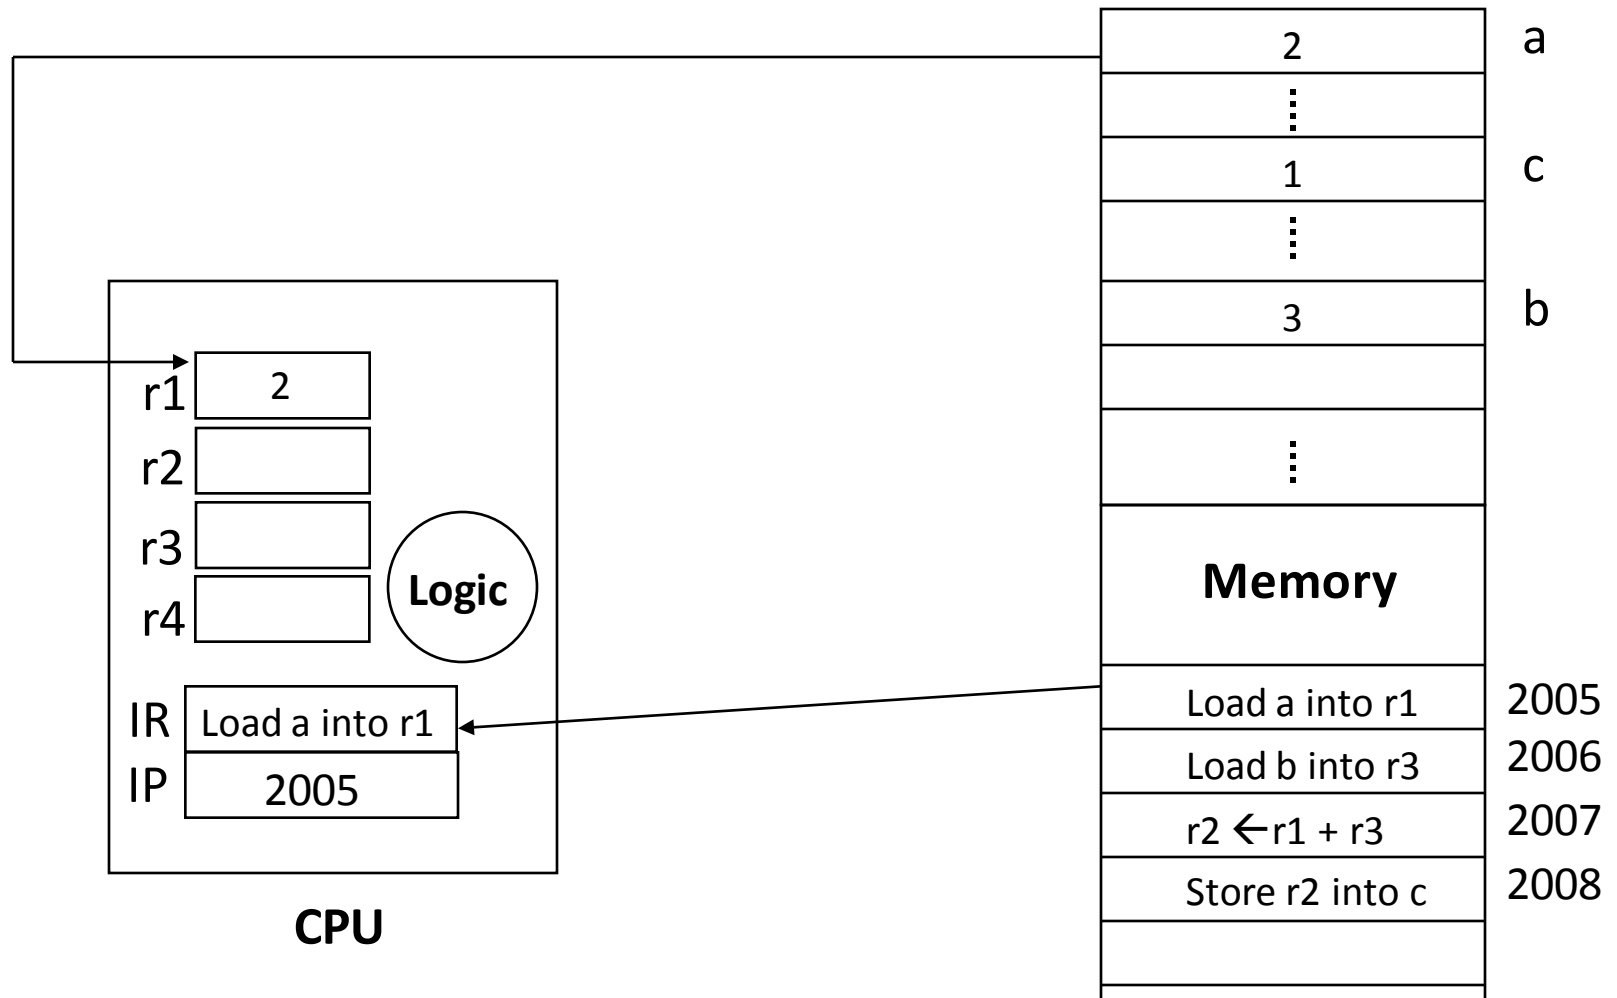 2 a
1 c
3 b
r1 2
r2
r3
r4
Logic
IR Load a into r1
IP 2005
CPU
Memory
Load a into r1 2005
Load b into r3 2006
r2 ← r1 + r3 2007
Store r2 into c 2008